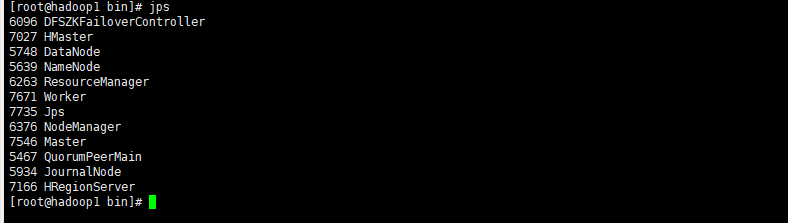 [root@hadoop1 bin]# jps
6096 DFSZKFailoverController
7027 HMaster
5748 DataNode
5639 NameNode
6263 ResourceManager
7671 Worker
7735 Jps
6376 NodeManager
7546 Master
5467 QuorumPeerMain
5934 JournalNode
7166 HRegionServer
[root@hadoop1 bin]#